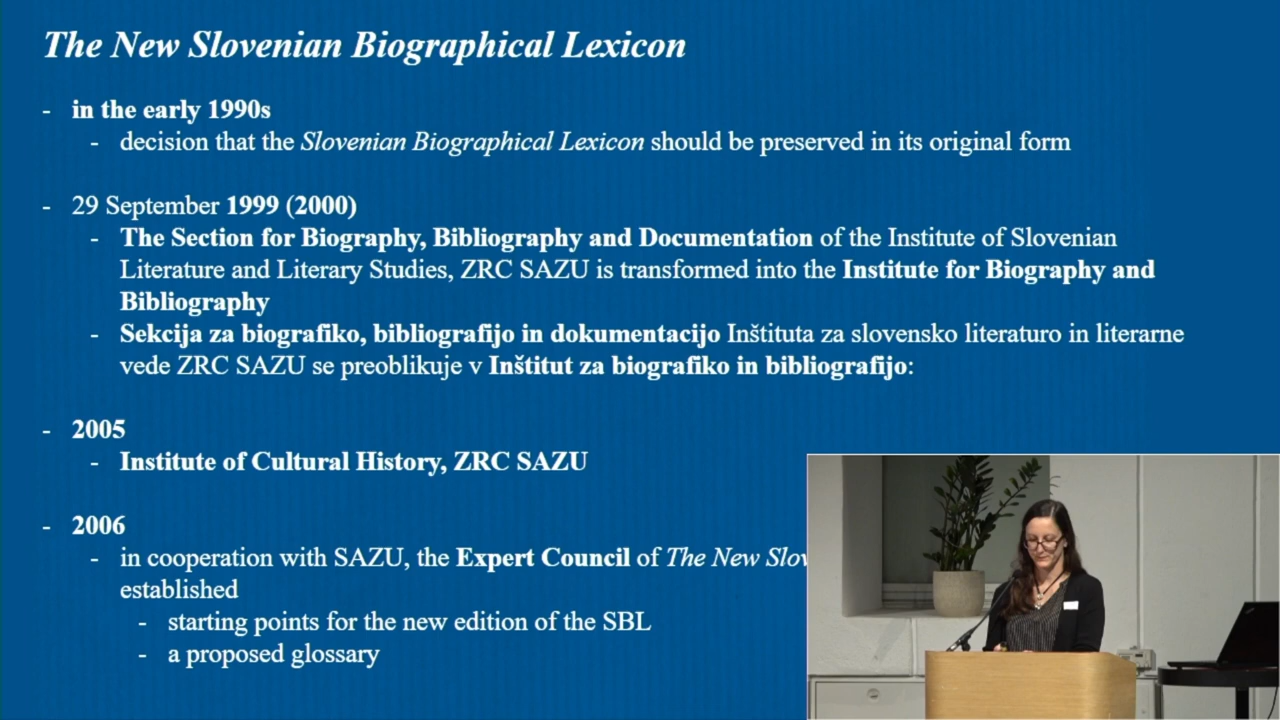 The New Slovenian Biographical Lexicon
- in the early 1990s
- decision that the Slovenian Biographical Lexicon should be preserved in its original form
- 29 September 1999 (2000)
- The Section for Biography, Bibliography and Documentation of the Institute of Slovenian
Literature and Literary Studies, ZRC SAZU is transformed into the Institute for Biography and
Bibliography
- Sekcija za biografiko, bibliografijo in dokumentacijo Inštituta za slovensko literaturo in literarne
vede ZRC SAZU se preoblikuje v Inštitut za biografiko in bibliografijo:
- 2005
- Institute of Cultural History, ZRC SAZU
- 2006
- in cooperation with SAZU, the Expert Council of The New
established
- starting points for the new edition of the SBL
- a proposed glossary